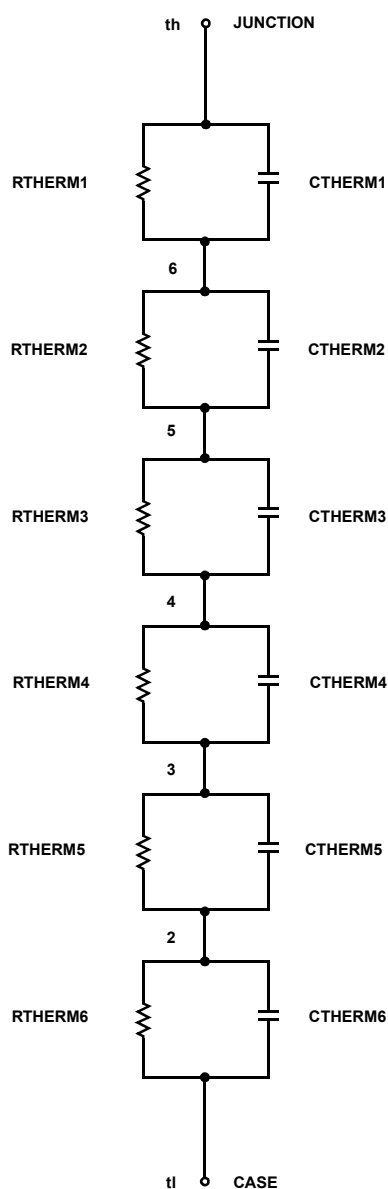 th JUNCTION
RTHERM1 CTHERM1
6
RTHERM2 CTHERM2
5
RTHERM3 CTHERM3
4
RTHERM4 CTHERM4
3
RTHERM5 CTHERM5
2
RTHERM6 CTHERM6
tl CASE